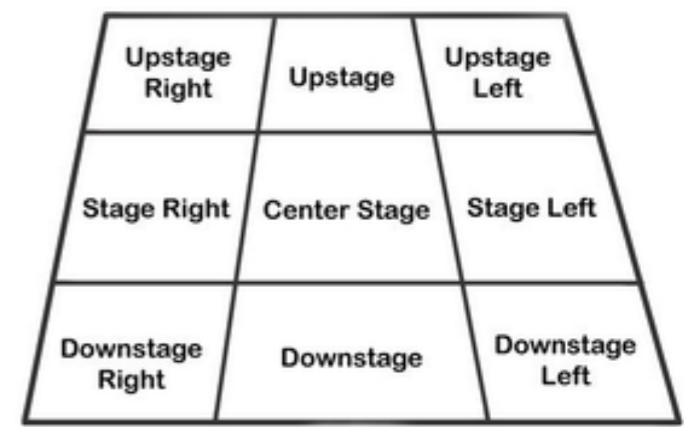 Upstage
Right
Upstage
Upstage
Left
Stage Right
Center Stage
Stage Left
Downstage
Right
Downstage
Downstage
Left